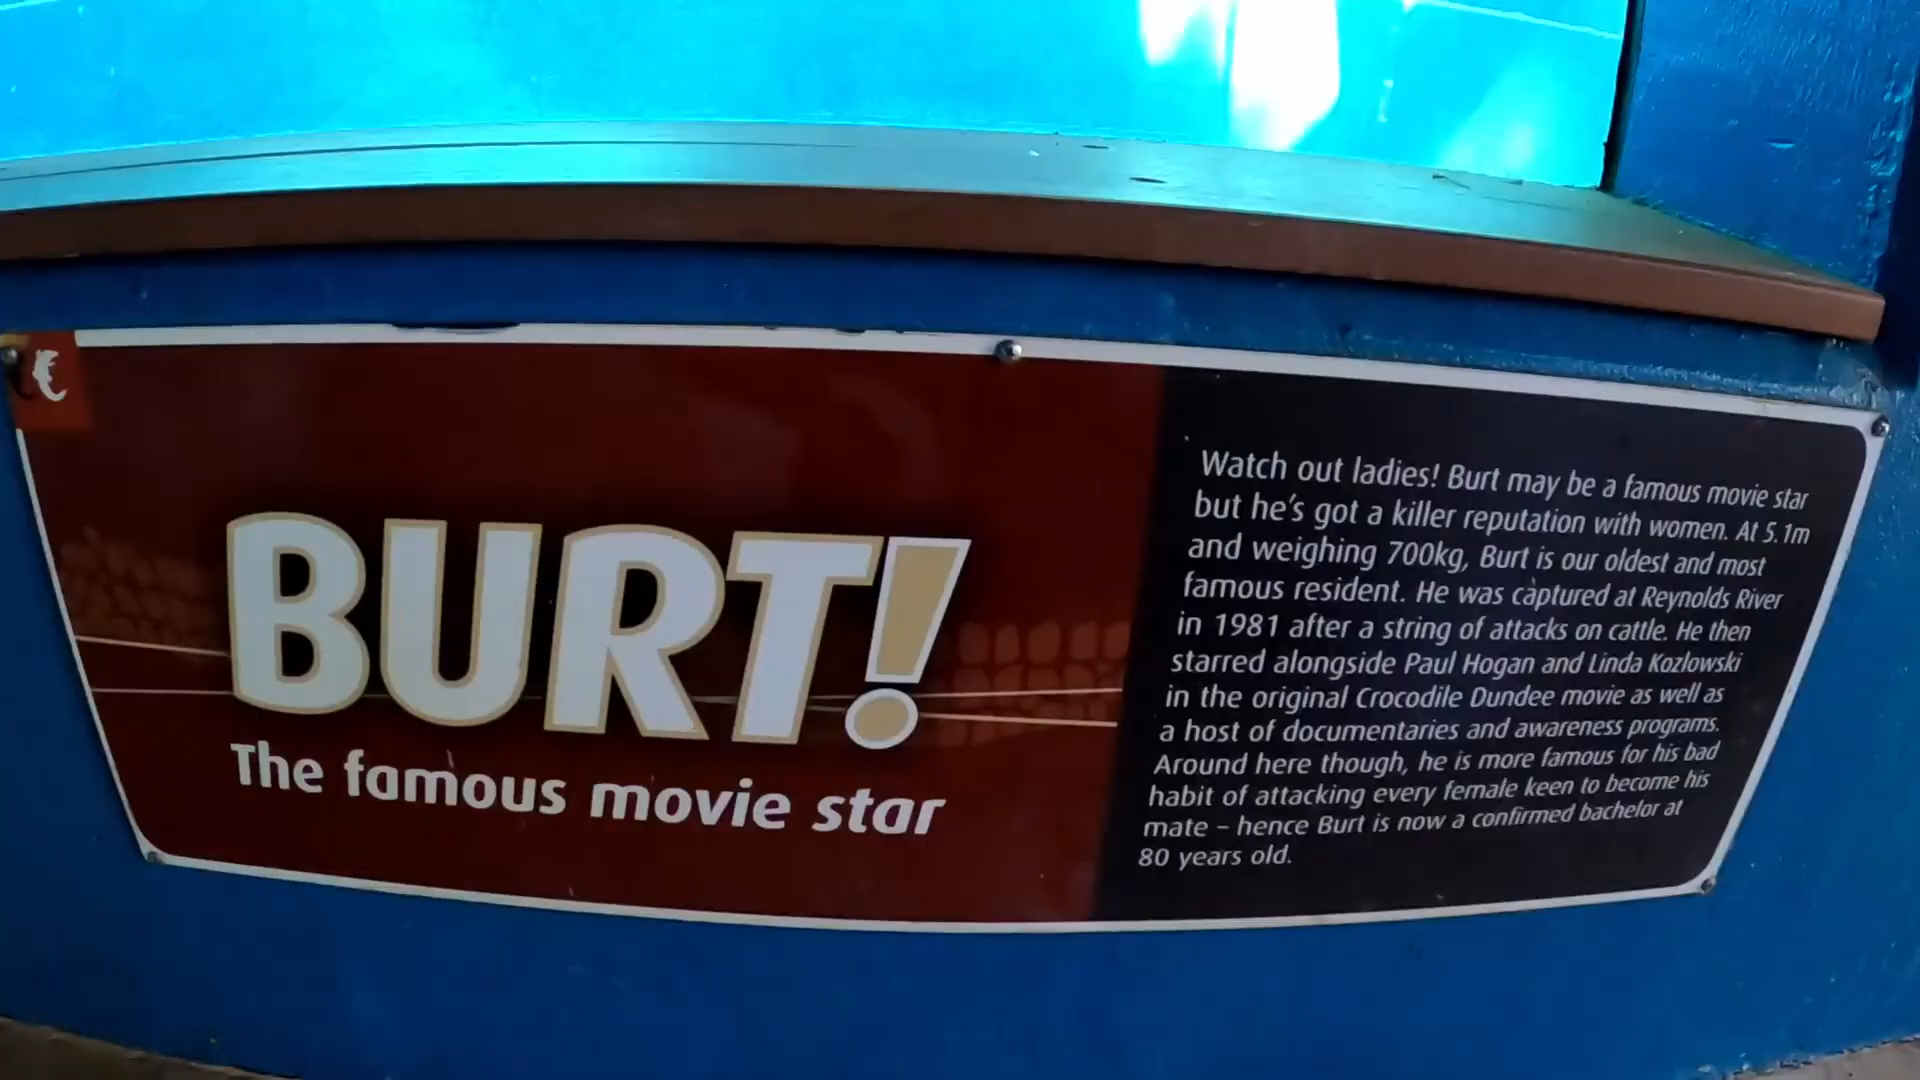 BURT!
The famous movie star
Watch out ladies! Burt may be a famous movie star
but he's got a killer reputation with women. At 5.1m
and weighing 700kg, Burt is our oldest and most
famous resident. He was captured at Reynolds River
in 1981 after a string of attacks on cattle. He then
starred alongside Paul Hogan and Linda Kozlowski
in the original Crocodile Dundee movie as well as
a host of documentaries and awareness programs.
Around here though, he is more famous for his bad
habit of attacking every female keen to become his
mate – hence Burt is now a confirmed bachelor at
80 years old.